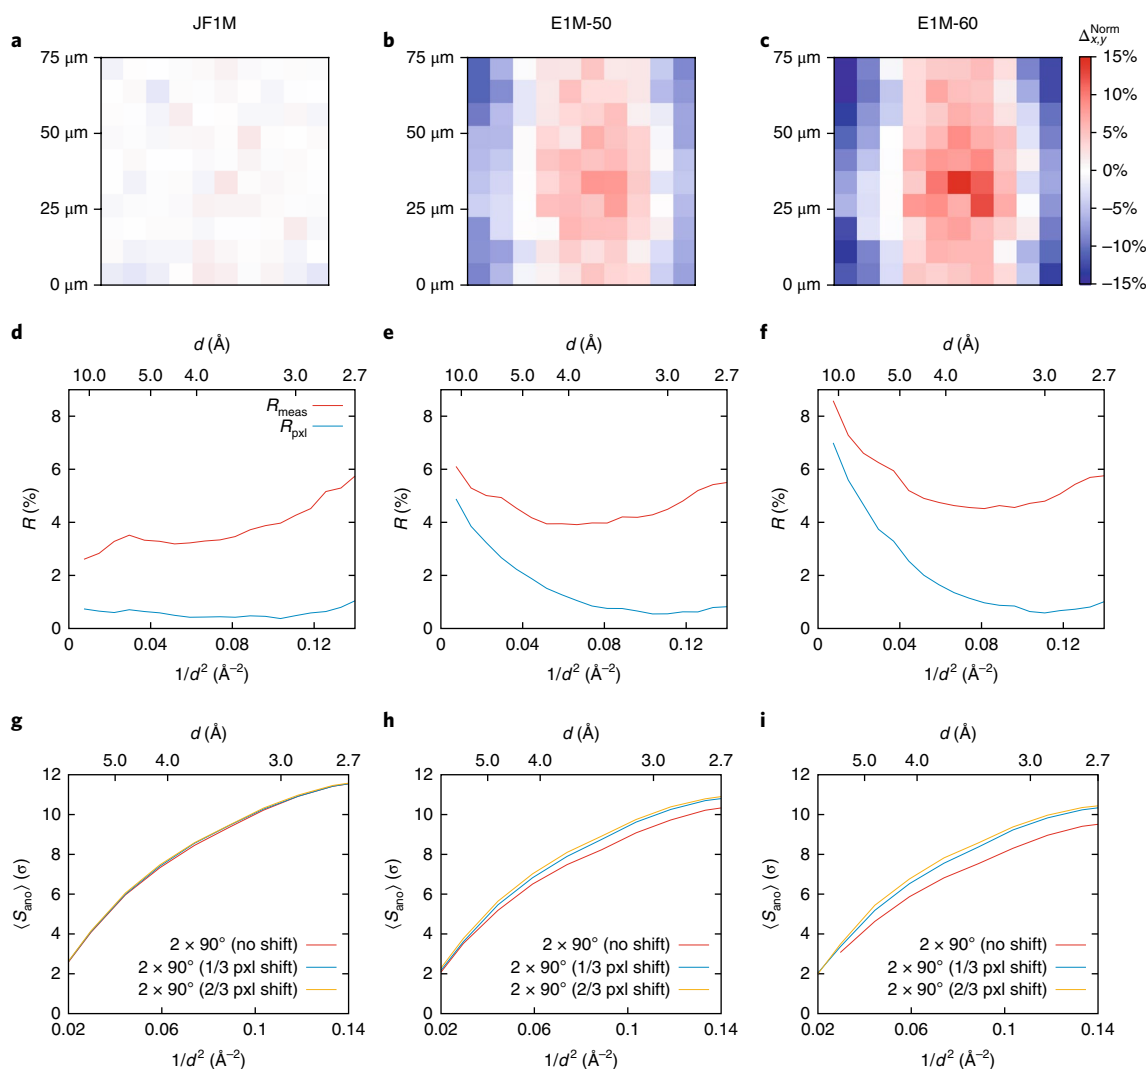 JF1M
E1M-50
E1M-60
a
b
c
Δx,y^Norm
75 μm
50 μm
25 μm
0 μm
75 μm
50 μm
25 μm
0 μm
75 μm
50 μm
25 μm
0 μm
15%
10%
5%
0%
−5%
−10%
−15%
d
e
f
d (Å)
d (Å)
d (Å)
10.0 5.0 4.0 3.0 2.7
10.0 5.0 4.0 3.0 2.7
10.0 5.0 4.0 3.0 2.7
R (%)
8
6
4
2
0
R_meas
R_pxl
0 0.04 0.08 0.12
1/d² (Å⁻²)
R (%)
8
6
4
2
0
0 0.04 0.08 0.12
1/d² (Å⁻²)
R (%)
8
6
4
2
0
0 0.04 0.08 0.12
1/d² (Å⁻²)
g
h
i
d (Å)
d (Å)
d (Å)
5.0 4.0 3.0 2.7
5.0 4.0 3.0 2.7
5.0 4.0 3.0 2.7
⟨S_ano⟩ (σ)
12
10
8
6
4
2
0
2 × 90° (no shift)
2 × 90° (1/3 pxl shift)
2 × 90° (2/3 pxl shift)
0.02 0.06 0.1 0.14
1/d² (Å⁻²)
⟨S_ano⟩ (σ)
12
10
8
6
4
2
0
2 × 90° (no shift)
2 × 90° (1/3 pxl shift)
2 × 90° (2/3 pxl shift)
0.02 0.06 0.1 0.14
1/d² (Å⁻²)
⟨S_ano⟩ (σ)
12
10
8
6
4
2
0
2 × 90° (no shift)
2 × 90° (1/3 pxl shift)
2 × 90° (2/3 pxl shift)
0.02 0.06 0.1 0.14
1/d² (Å⁻²)